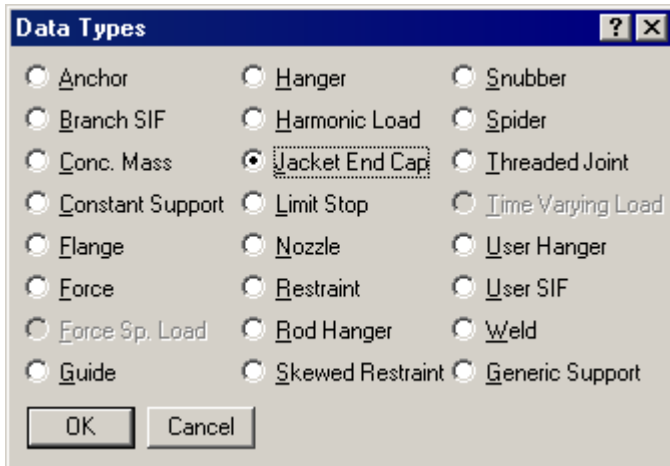 Data Types
Anchor Hanger Snubber
Branch SIF Harmonic Load Spider
Conc. Mass Jacket End Cap Threaded Joint
Constant Support Limit Stop Time Varying Load
Flange Nozzle User Hanger
Force Restraint User SIF
Force Sp. Load Rod Hanger Weld
Guide Skewed Restraint Generic Support
OK Cancel